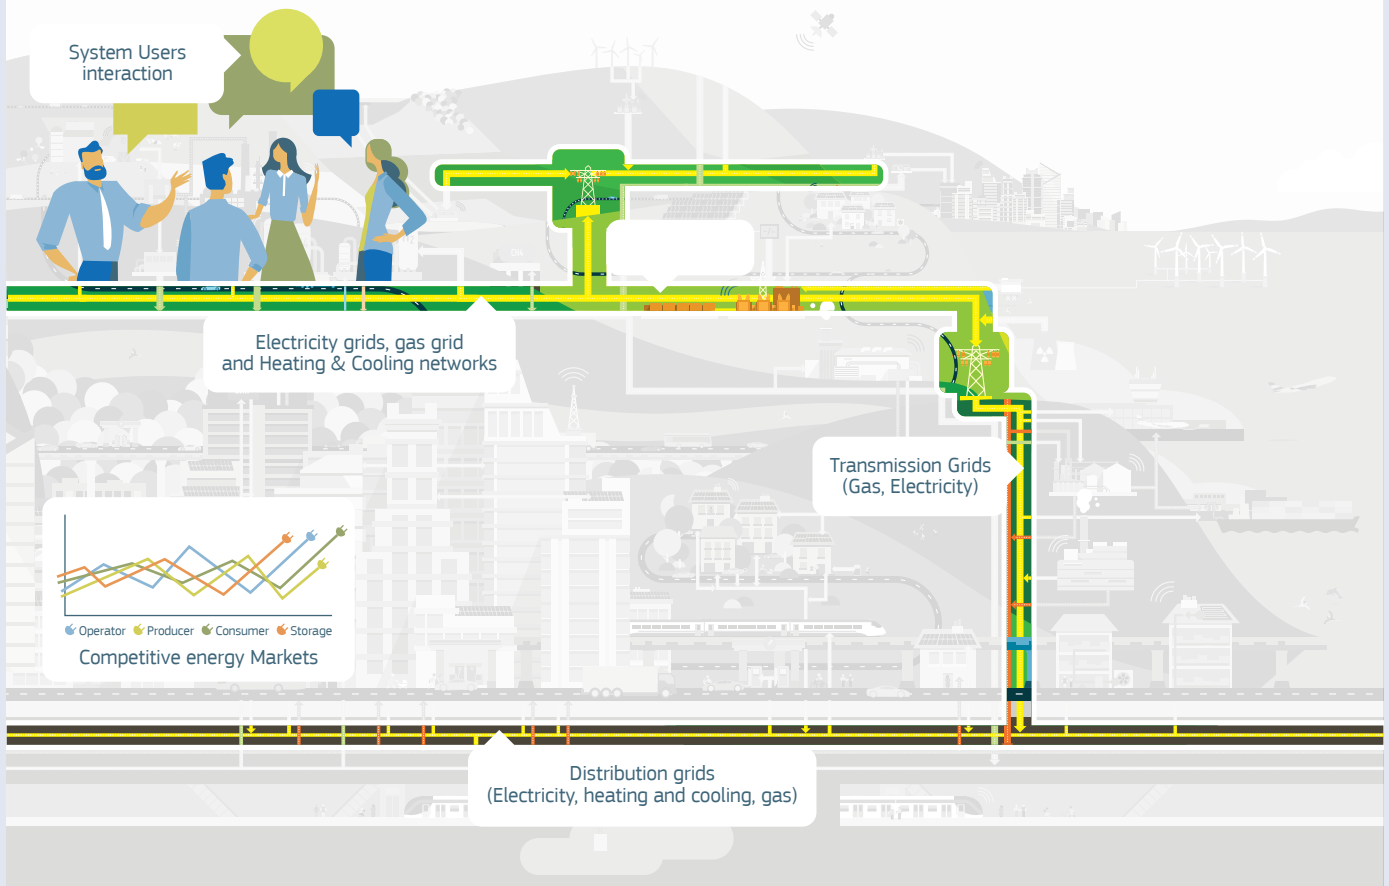 System Users
interaction
Electricity grids, gas grid
and Heating & Cooling networks
Transmission Grids
(Gas, Electricity)
Operator Producer Consumer Storage
Competitive energy Markets
Distribution grids
(Electricity, heating and cooling, gas)